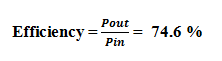 Efficiency = Pout / Pin = 74.6 %